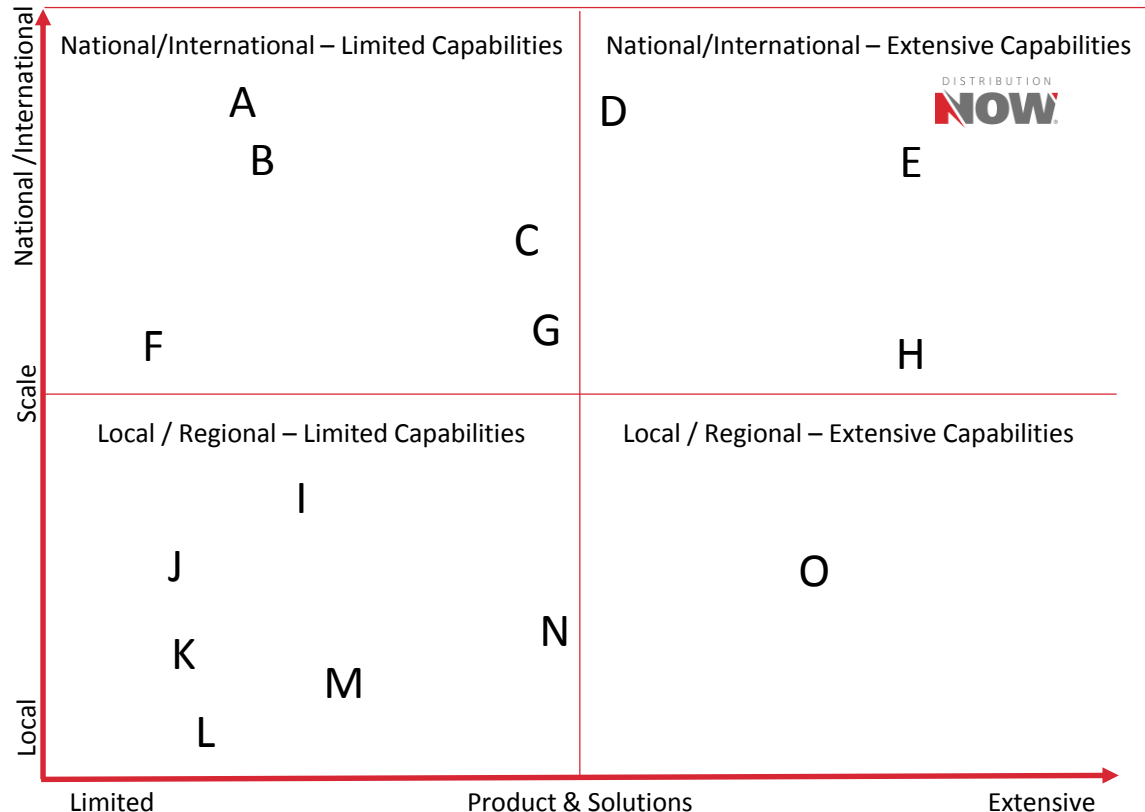 National/International – Limited Capabilities
National/International – Extensive Capabilities
DISTRIBUTION
NOW
A
D
B
E
C
G
F
H
National /International
Scale
Local
Local / Regional – Limited Capabilities
Local / Regional – Extensive Capabilities
I
J
O
N
K
M
L
Limited
Product & Solutions
Extensive